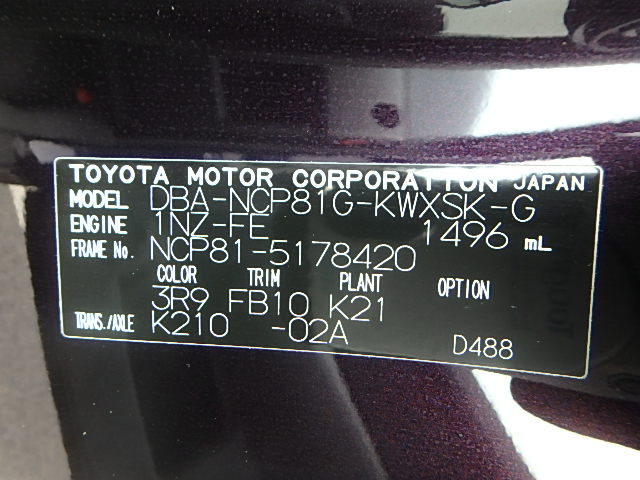 TOYOTA MOTOR CORPORATION JAPAN
MODEL DBA-NCP81G-KWXSK-G
ENGINE 1NZ-FE 1496 mL
FRAME No. NCP81-5178420
COLOR TRIM PLANT OPTION
3R9 FB10 K21
TRANS./AXLE K210 -02A
D488